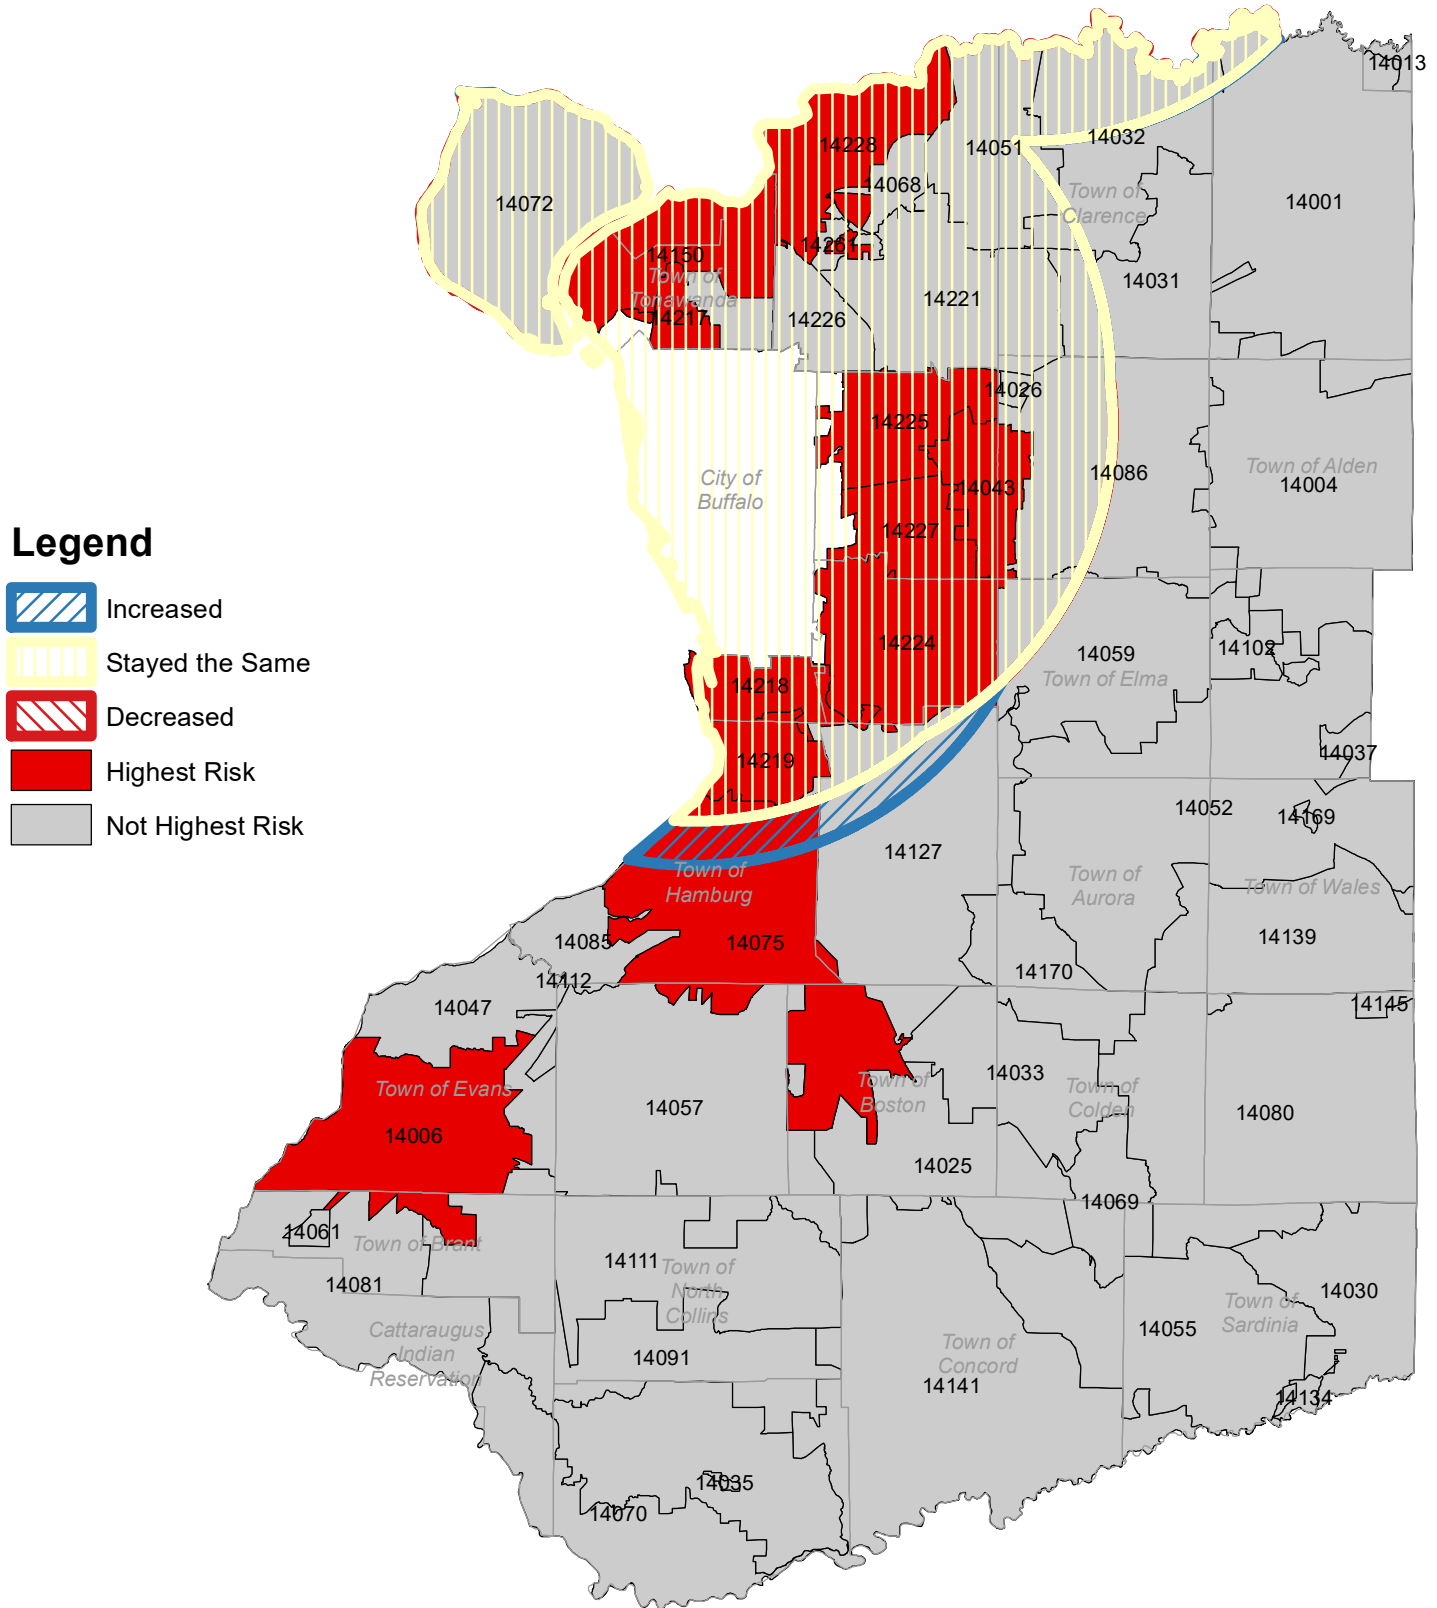 14013
14032
14228
14051
14068
Town of
Clarence
14072
14001
14261
14150
Town of
Tonawanda
14031
14221
14217
14226
14026
14225
14086
Town of Alden
14004
City of
Buffalo
14043
14227
Legend
Increased
Stayed the Same
Decreased
Highest Risk
Not Highest Risk
14224
14059
Town of Elma
14102
14218
14219
14037
14052
14169
14127
Town of
Hamburg
Town of
Aurora
Town of Wales
14085
14075
14139
14112
14170
14047
14145
Town of Evans
14033
Town of
Boston
Town of
Colden
14057
14080
14006
14025
14069
14061
Town of Brant
14111
Town of
North
Collins
14081
14030
Town of
Sardinia
14055
Cattaraugus
Indian
Reservation
14091
Town of
Concord
14141
14134
14035
14070